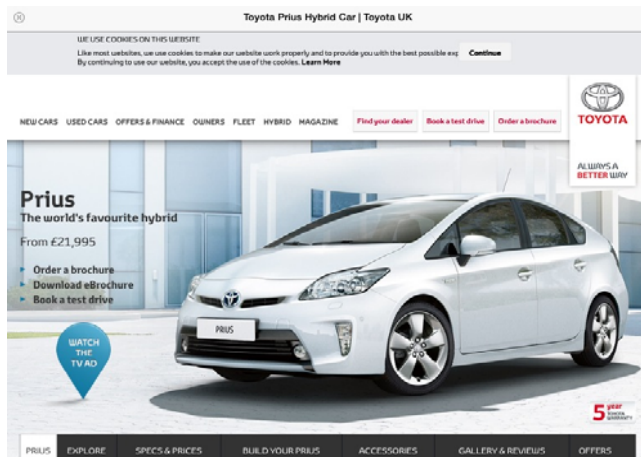 Toyota Prius Hybrid Car | Toyota UK
WE USE COOKIES ON THIS WEBSITE
Like most websites, we use cookies to make our website work properly and to provide you with the best possible exp
By continuing to use our website, you accept the use of the cookies. Learn More
Continue
NEW CARS USED CARS OFFERS & FINANCE OWNERS FLEET HYBRID MAGAZINE Find your dealer Book a test drive Order a brochure
TOYOTA
ALWAYS A
BETTER WAY
Prius
The world's favourite hybrid
From £21,995
Order a brochure
Download eBrochure
Book a test drive
PRIUS
WATCH
THE
TV AD
5 year
TOYOTA
WARRANTY
PRIUS EXPLORE SPECS & PRICES BUILD YOUR PRIUS ACCESSORIES GALLERY & REVIEWS OFFERS